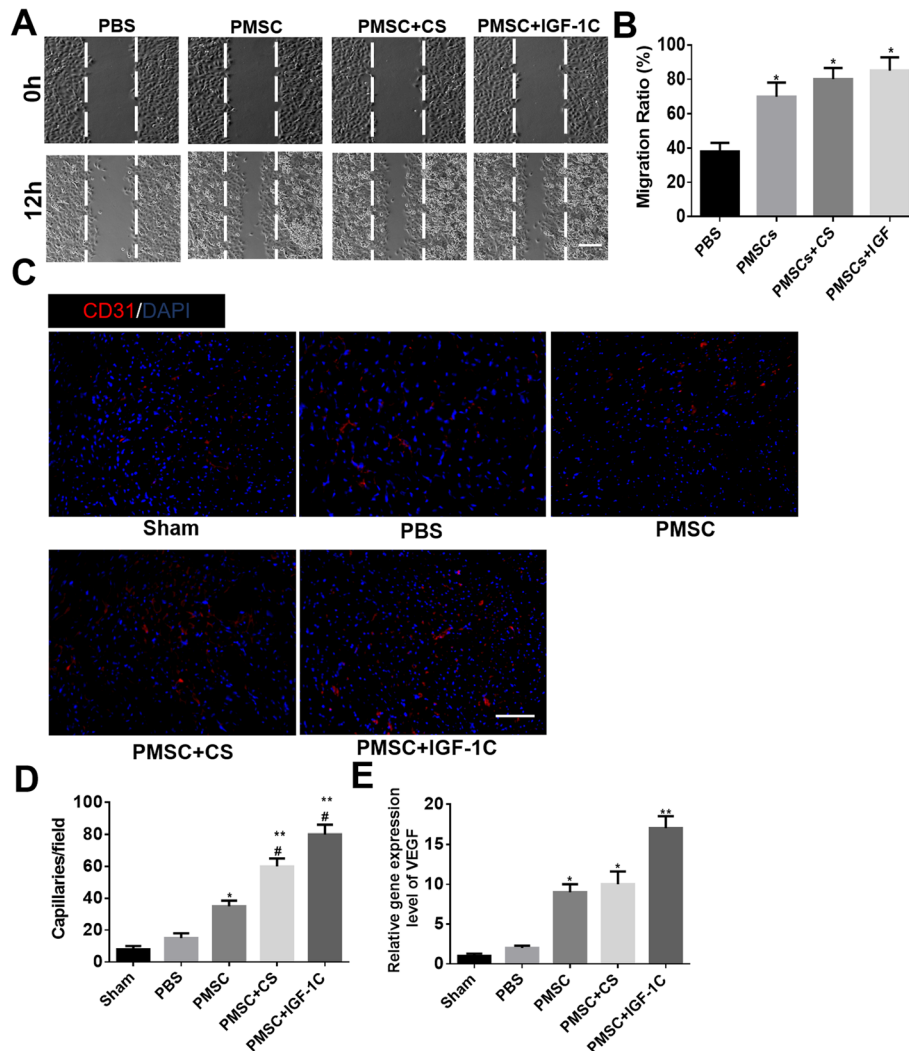 A
PBS
PMSC
PMSC+CS
PMSC+IGF-1C
0h
12h
B
Migration Ratio (%)
100
80
60
40
20
0
*
*
*
PBS
PMSCs
PMSCs+CS
PMSCs+IGF
C
CD31/DAPI
Sham
PBS
PMSC
PMSC+CS
PMSC+IGF-1C
D
Capillaries/field
100
80
60
40
20
0
*
**
#
**
#
Sham
PBS
PMSC
PMSC+CS
PMSC+IGF-1C
E
Relative gene expression
level of VEGF
20
15
10
5
0
*
*
**
Sham
PBS
PMSC
PMSC+CS
PMSC+IGF-1C